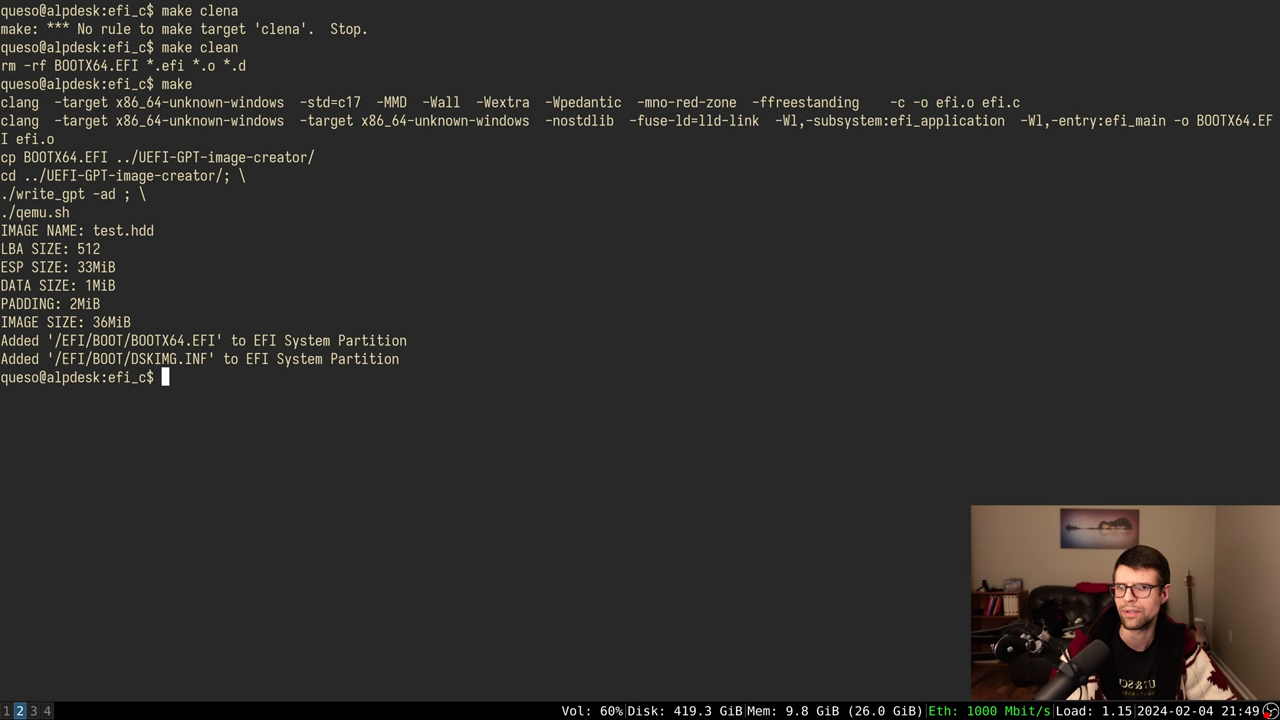 queso@alpdesk:efi_c$ make clena
make: *** No rule to make target 'clena'.  Stop.
queso@alpdesk:efi_c$ make clean
rm -rf BOOTX64.EFI *.efi *.o *.d
queso@alpdesk:efi_c$ make
clang  -target x86_64-unknown-windows  -std=c17  -MMD  -Wall  -Wextra  -Wpedantic  -mno-red-zone  -ffreestanding    -c -o efi.o efi.c
clang  -target x86_64-unknown-windows  -target x86_64-unknown-windows  -nostdlib  -fuse-ld=lld-link  -Wl,-subsystem:efi_application  -Wl,-entry:efi_main -o BOOTX64.EF
I efi.o
cp BOOTX64.EFI ../UEFI-GPT-image-creator/
cd ../UEFI-GPT-image-creator/; \
./write_gpt -ad ; \
./qemu.sh
IMAGE NAME: test.hdd
LBA SIZE: 512
ESP SIZE: 33MiB
DATA SIZE: 1MiB
PADDING: 2MiB
IMAGE SIZE: 36MiB
Added '/EFI/BOOT/BOOTX64.EFI' to EFI System Partition
Added '/EFI/BOOT/DSKIMG.INF' to EFI System Partition
queso@alpdesk:efi_c$
1 2 3 4
Vol: 60%|Disk: 419.3 GiB|Mem: 9.8 GiB (26.0 GiB)|Eth: 1000 Mbit/s|Load: 1.15|2024-02-04 21:49